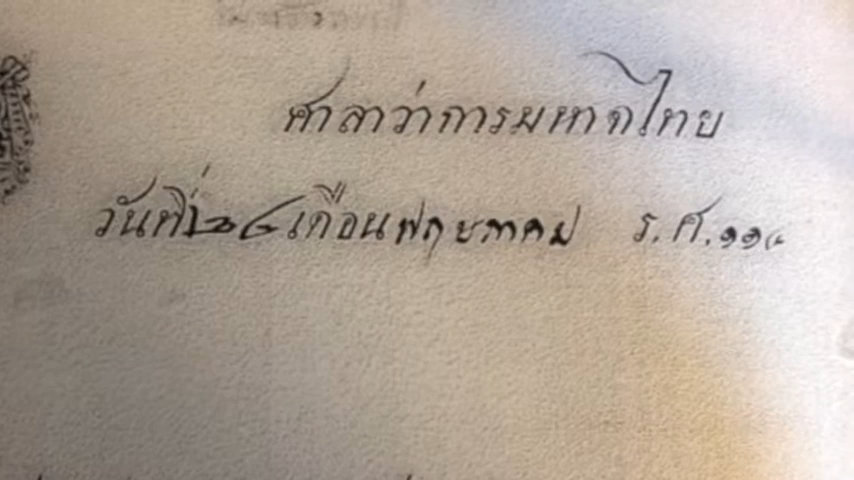 ศาลาว่าการมหาดไทย
วันที่ ๒๘ เดือนพฤษภาคม ร.ศ. ๑๑๔